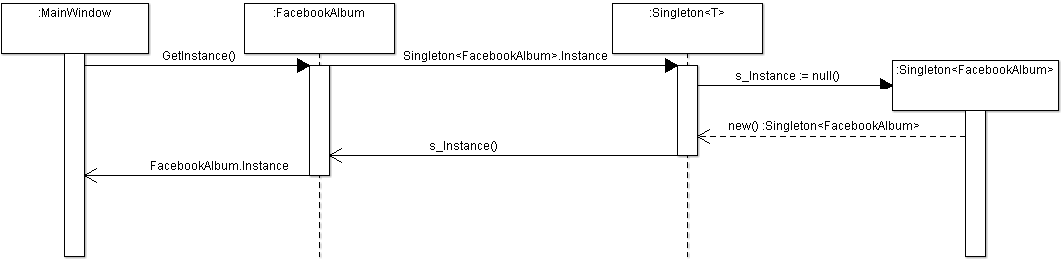 :MainWindow
:FacebookAlbum
:Singleton<T>
GetInstance()
Singleton<FacebookAlbum>.Instance
:Singleton<FacebookAlbum>
s_Instance := null()
new() :Singleton<FacebookAlbum>
s_Instance()
FacebookAlbum.Instance